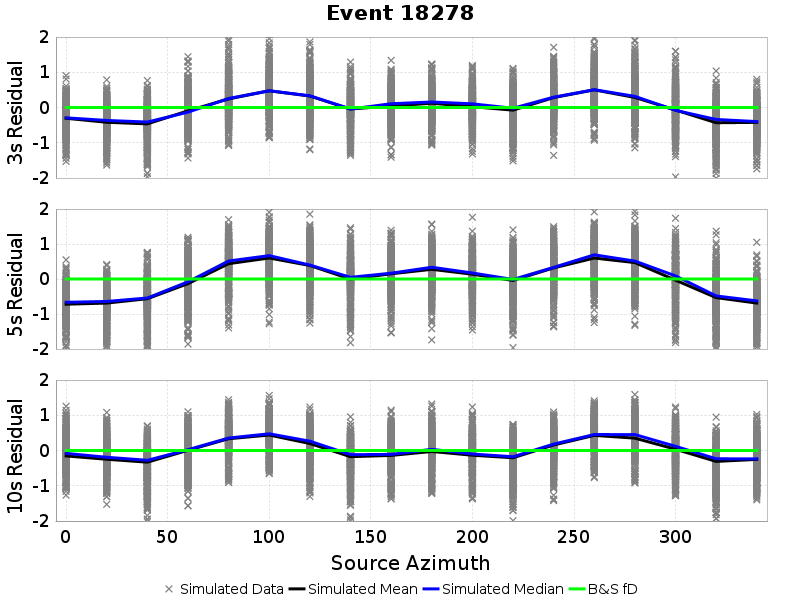 Event 18278
3s Residual
2
1
0
-1
-2
5s Residual
2
1
0
-1
-2
10s Residual
2
1
0
-1
-2
0 50 100 150 200 250 300
Source Azimuth
Simulated Data Simulated Mean Simulated Median B&S fD